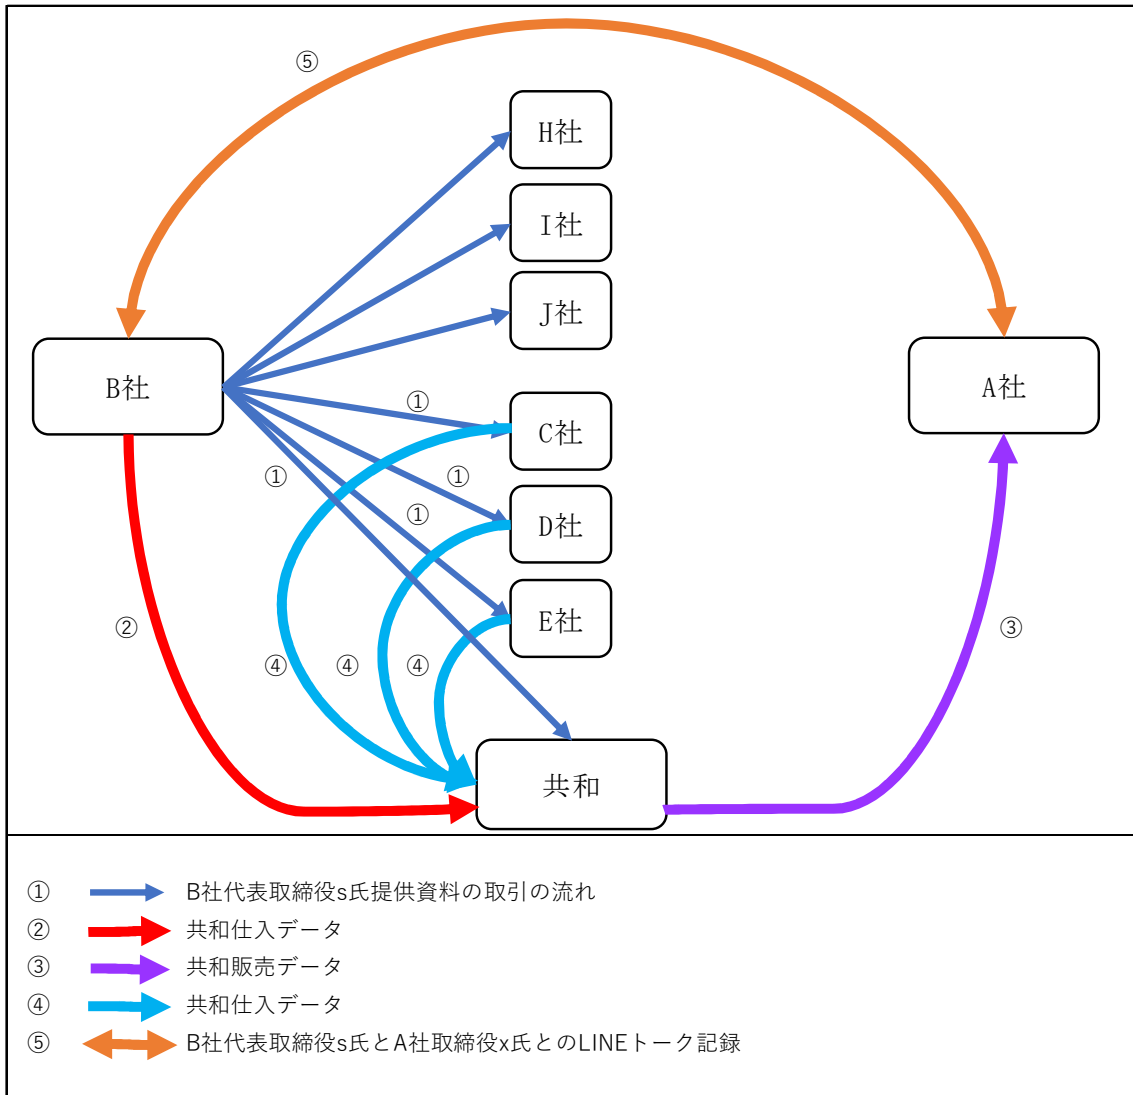 ⑤
H社
I社
J社
B社
A社
①
C社
①
①
①
D社
E社
②
③
④
④
④
共和
① B社代表取締役s氏提供資料の取引の流れ
② 共和仕入データ
③ 共和販売データ
④ 共和仕入データ
⑤ B社代表取締役s氏とA社取締役x氏とのLINEトーク記録